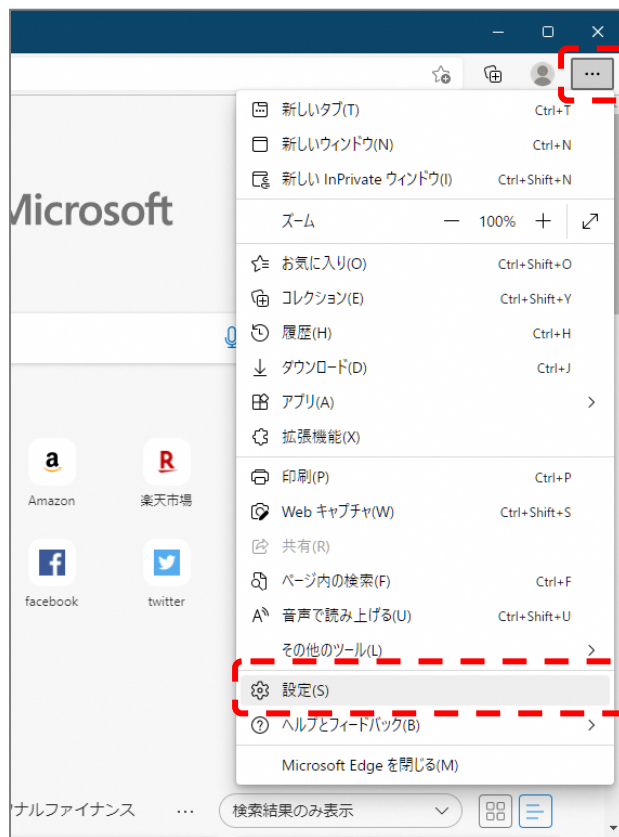 新しいタブ(T) Ctrl+T
新しいウィンドウ(N) Ctrl+N
新しい InPrivate ウィンドウ(I) Ctrl+Shift+N
Microsoft
ズーム 100%
お気に入り(O) Ctrl+Shift+O
コレクション(E) Ctrl+Shift+Y
履歴(H) Ctrl+H
ダウンロード(D) Ctrl+J
アプリ(A)
拡張機能(X)
印刷(P) Ctrl+P
Amazon
楽天市場
Web キャプチャ(W) Ctrl+Shift+S
共有(R)
ページ内の検索(F) Ctrl+F
facebook
twitter
音声で読み上げる(U) Ctrl+Shift+U
その他のツール(L)
設定(S)
ヘルプとフィードバック(B)
Microsoft Edge を閉じる(M)
ナルファイナンス ... 検索結果のみ表示